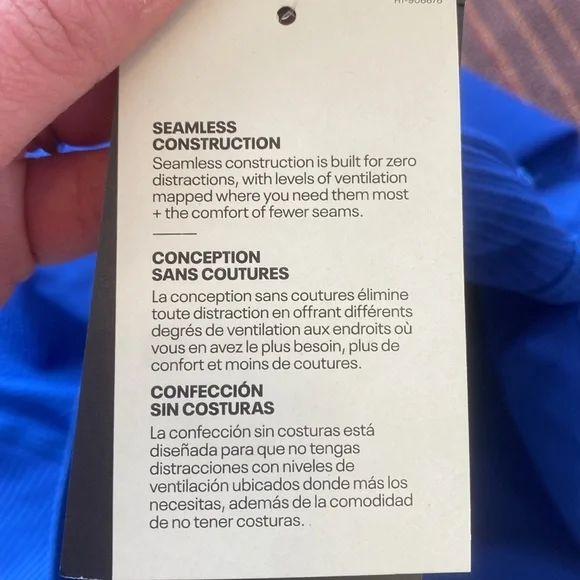 SEAMLESS
CONSTRUCTION
Seamless construction is built for zero
distractions, with levels of ventilation
mapped where you need them most
+ the comfort of fewer seams.
CONCEPTION
SANS COUTURES
La conception sans coutures élimine
toute distraction en offrant différents
degrés de ventilation aux endroits où
vous en avez le plus besoin, plus de
confort et moins de coutures.
CONFECCIÓN
SIN COSTURAS
La confección sin costuras está
diseñada para que no tengas
distracciones con niveles de
ventilación ubicados donde más los
necesitas, además de la comodidad
de no tener costuras.